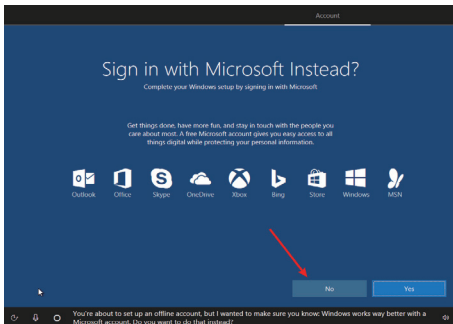 Account
Sign in with Microsoft Instead?
Complete your Windows setup by signing in with Microsoft
Get things done, have more fun, and stay in touch with the people you
care about most. A free Microsoft account gives you easy access to all
things digital while protecting your personal information.
Outlook Office Skype OneDrive Xbox Bing Store Windows MSN
No Yes
You're about to set up an offline account, but I wanted to make sure you know: Windows works way better with a
Microsoft account. Do you want to do that instead?